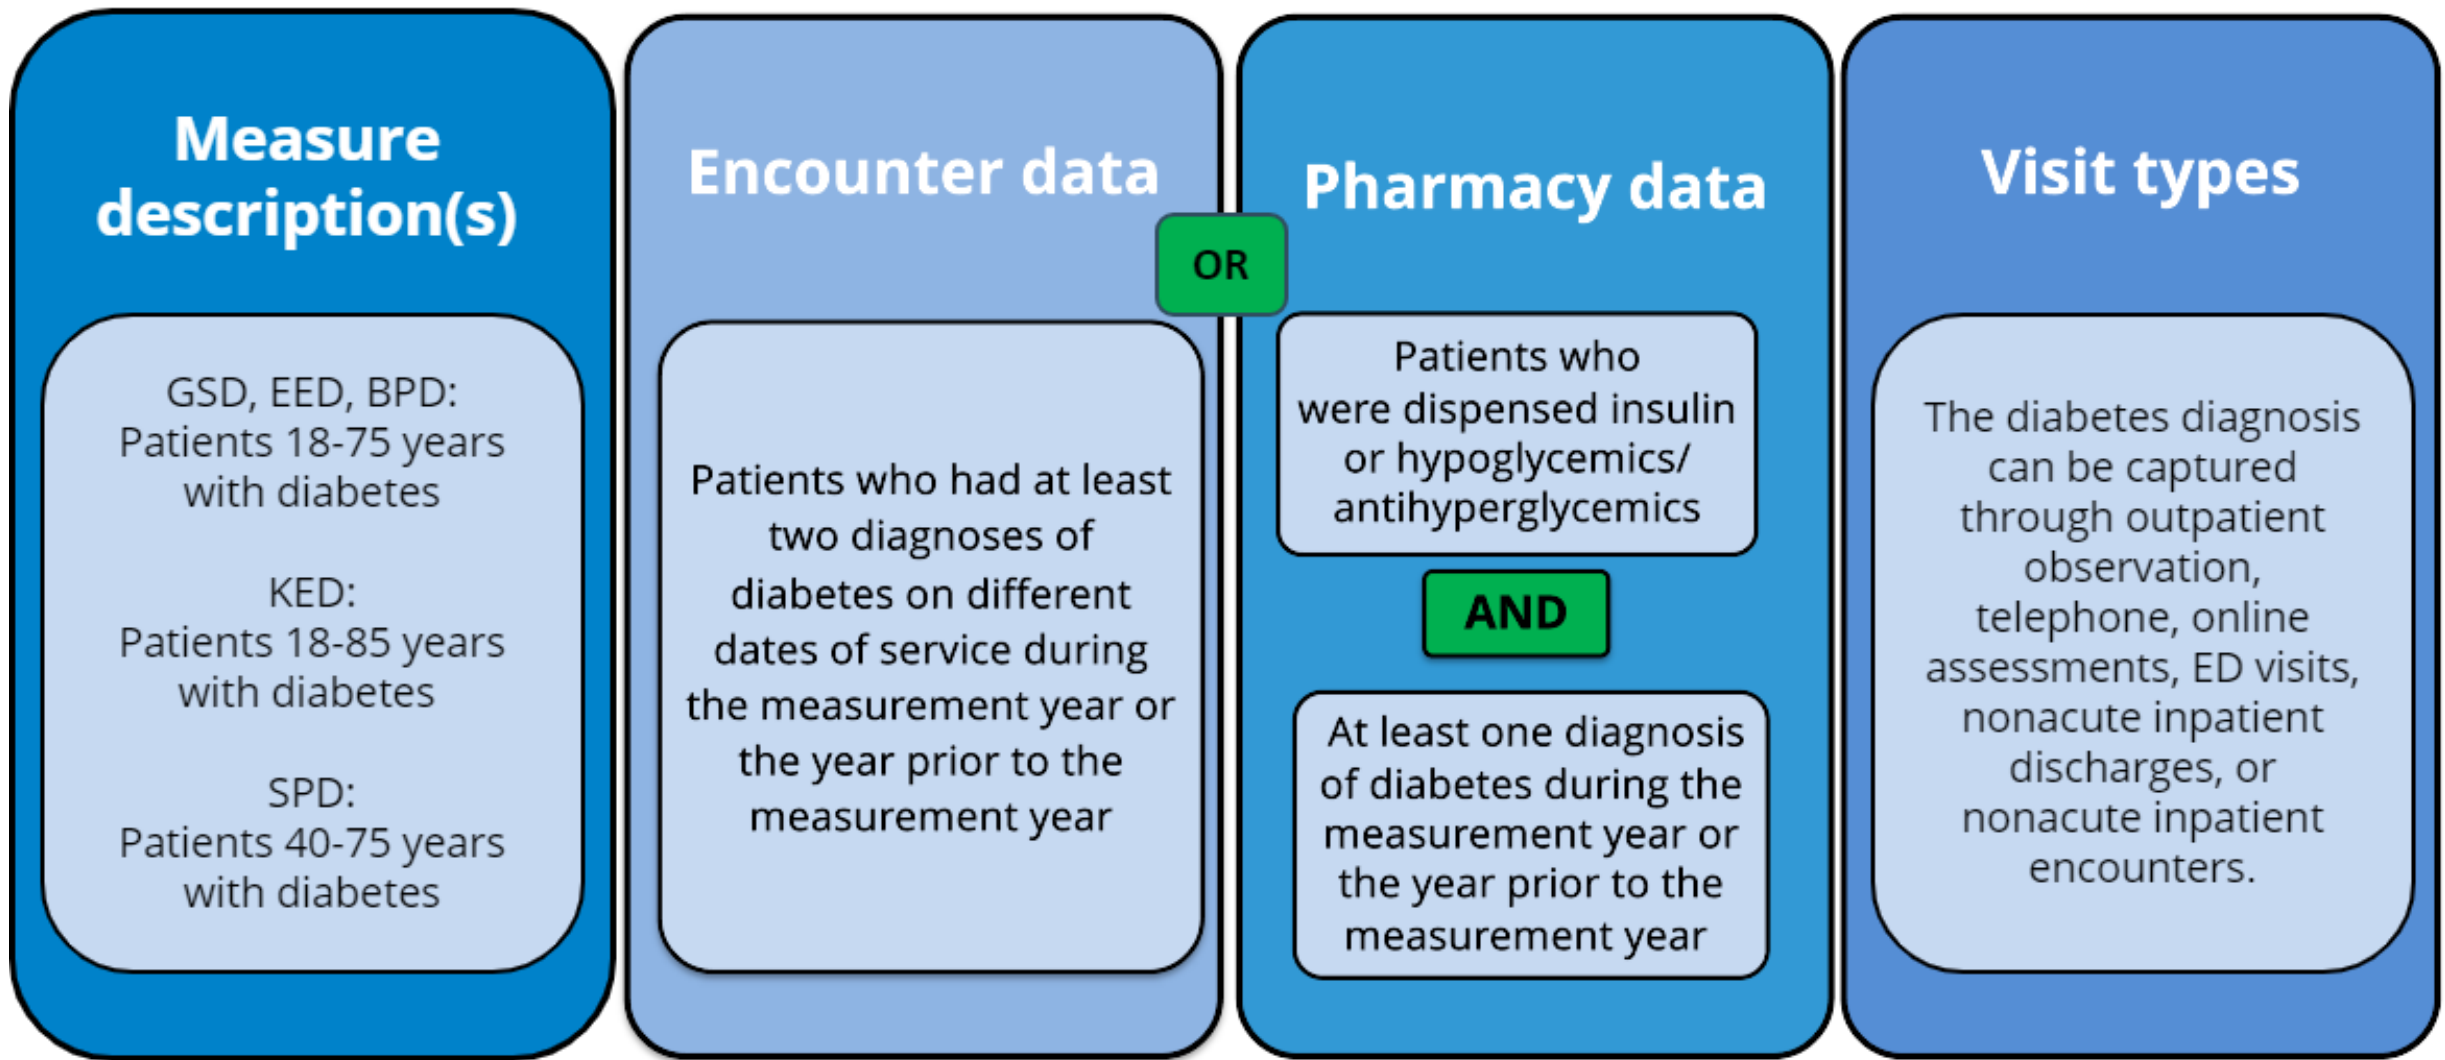 Measure
description(s)
GSD, EED, BPD:
Patients 18-75 years
with diabetes
KED:
Patients 18-85 years
with diabetes
SPD:
Patients 40-75 years
with diabetes
Encounter data
Patients who had at least
two diagnoses of
diabetes on different
dates of service during
the measurement year or
the year prior to the
measurement year
OR
Pharmacy data
Patients who
were dispensed insulin
or hypoglycemics/
antihyperglycemics
AND
At least one diagnosis
of diabetes during the
measurement year or
the year prior to the
measurement year
Visit types
The diabetes diagnosis
can be captured
through outpatient
observation,
telephone, online
assessments, ED visits,
nonacute inpatient
discharges, or
nonacute inpatient
encounters.